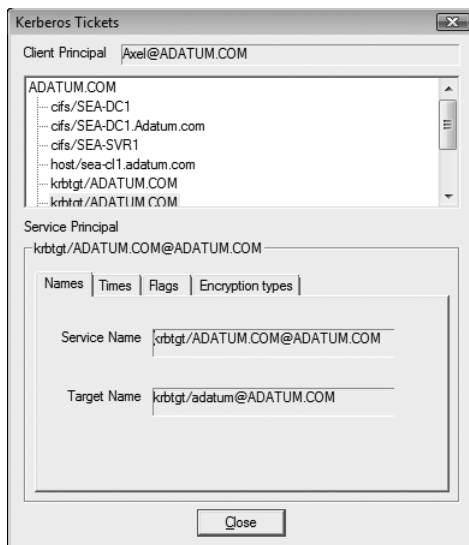 Kerberos Tickets
Client Principal Axel@ADATUM.COM
ADATUM.COM
cifs/SEA-DC1
cifs/SEA-DC1.Adatum.com
cifs/SEA-SVR1
host/sea-cl1.adatum.com
krbtgt/ADATUM.COM
krbtgt/ADATUM.COM
Service Principal
krbtgt/ADATUM.COM@ADATUM.COM
Names Times Flags Encryption types
Service Name krbtgt/ADATUM.COM@ADATUM.COM
Target Name krbtgt/adatum@ADATUM.COM
Close